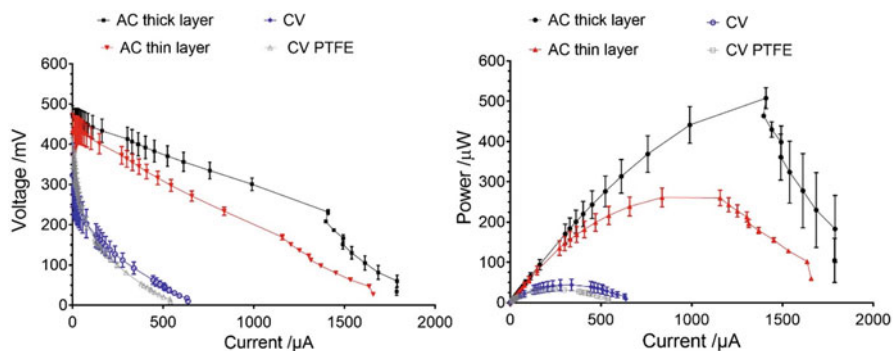 AC thick layer CV
AC thin layer CV PTFE
600
500
400
300
200
100
0
Voltage /mV
0 500 1000 1500 2000
Current /µA
AC thick layer CV
AC thin layer CV PTFE
600
500
400
300
200
100
0
Power /µW
0 500 1000 1500 2000
Current /µA